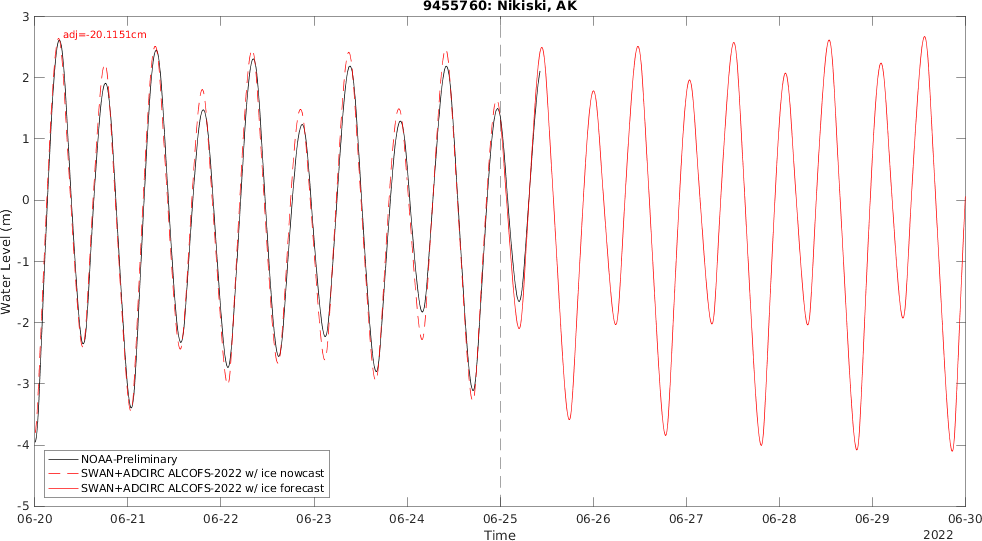 9455760: Nikiski, AK
adj=-20.1151cm
3
2
1
0
-1
-2
-3
-4
-5
Water Level (m)
NOAA-Preliminary
SWAN+ADCIRC ALCOFS-2022 w/ ice nowcast
SWAN+ADCIRC ALCOFS-2022 w/ ice forecast
06-20 06-21 06-22 06-23 06-24 06-25 06-26 06-27 06-28 06-29 06-30
Time
2022